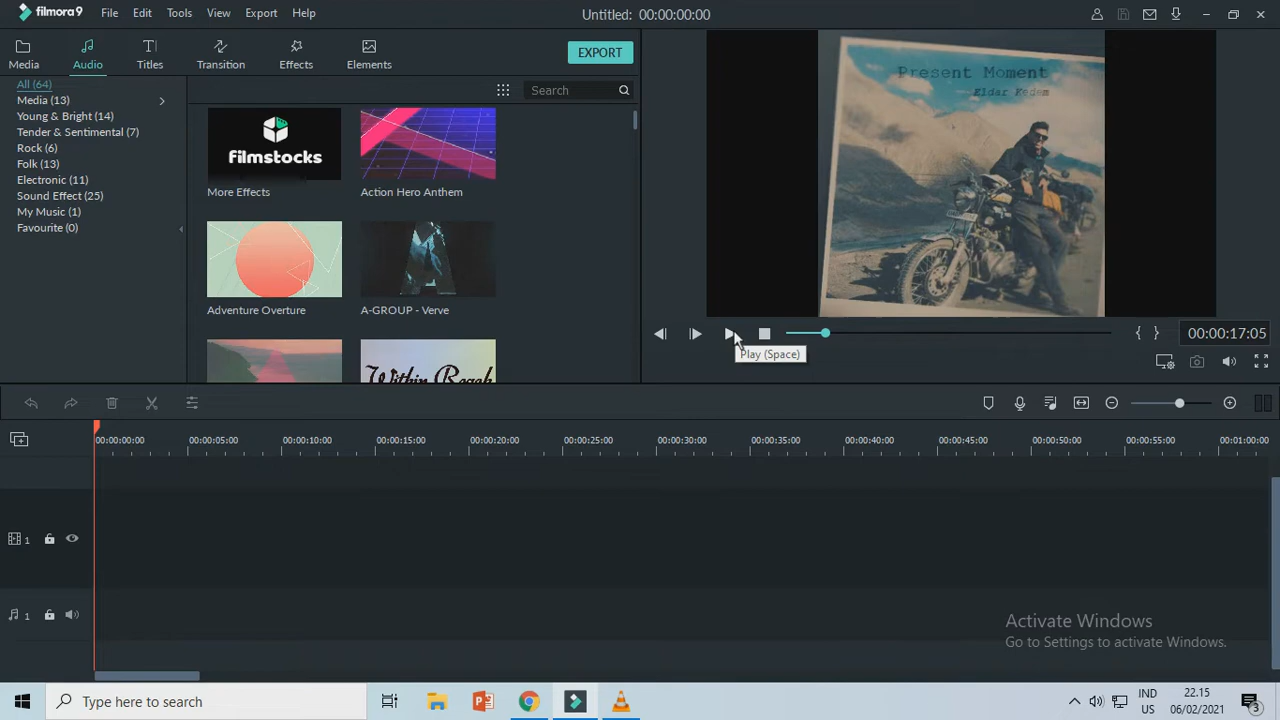 filmora9 File Edit Tools View Export Help Untitled: 00:00:00:00
Media Audio Titles Transition Effects Elements EXPORT
All (64)
Media (13)
Young & Bright (14)
Tender & Sentimental (7)
Rock (6)
Folk (13)
Electronic (11)
Sound Effect (25)
My Music (1)
Favourite (0)
Search
filmstocks
More Effects Action Hero Anthem
Adventure Overture A-GROUP - Verve
Within Reach
Present Moment
Eldar Kedem
00:00:17:05
Play (Space)
00:00:00:00 00:00:05:00 00:00:10:00 00:00:15:00 00:00:20:00 00:00:25:00 00:00:30:00 00:00:35:00 00:00:40:00 00:00:45:00 00:00:50:00 00:00:55:00 00:01:00:00
1
1
Activate Windows
Go to Settings to activate Windows.
Type here to search
IND
US
22.15
06/02/2021
3